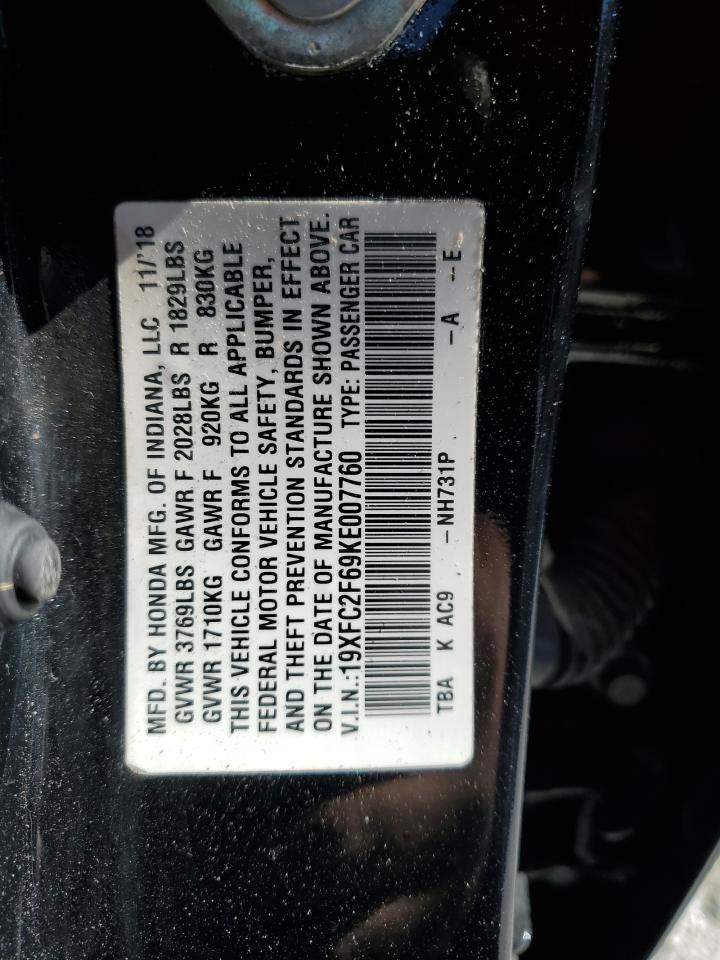 MFD. BY HONDA MFG. OF INDIANA, LLC 11/'18
GVWR 3769LBS GAWR F 2028LBS R 1829LBS
GVWR 1710KG GAWR F 920KG R 830KG
THIS VEHICLE CONFORMS TO ALL APPLICABLE
FEDERAL MOTOR VEHICLE SAFETY, BUMPER,
AND THEFT PREVENTION STANDARDS IN EFFECT
ON THE DATE OF MANUFACTURE SHOWN ABOVE.
V.I.N.:19XFC2F69KE007760 TYPE: PASSENGER CAR
TBA K AC9 -NH731P -A --E